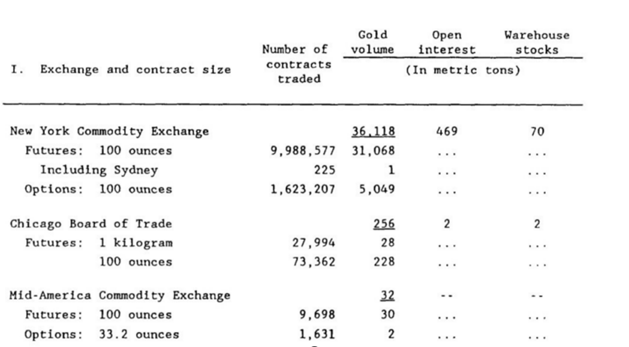 Gold Open Warehouse
Number of volume interest stocks
I. Exchange and contract size contracts traded (In metric tons)
New York Commodity Exchange 36,118 469 70
Futures: 100 ounces 9,988,577 31,068 ... ...
Including Sydney 225 1 ... ...
Options: 100 ounces 1,623,207 5,049 ... ...
Chicago Board of Trade 256 2 2
Futures: 1 kilogram 27,994 28 ... ...
100 ounces 73,362 228 ... ...
Mid-America Commodity Exchange 32 -- --
Futures: 100 ounces 9,698 30 ... ...
Options: 33.2 ounces 1,631 2 ... ...